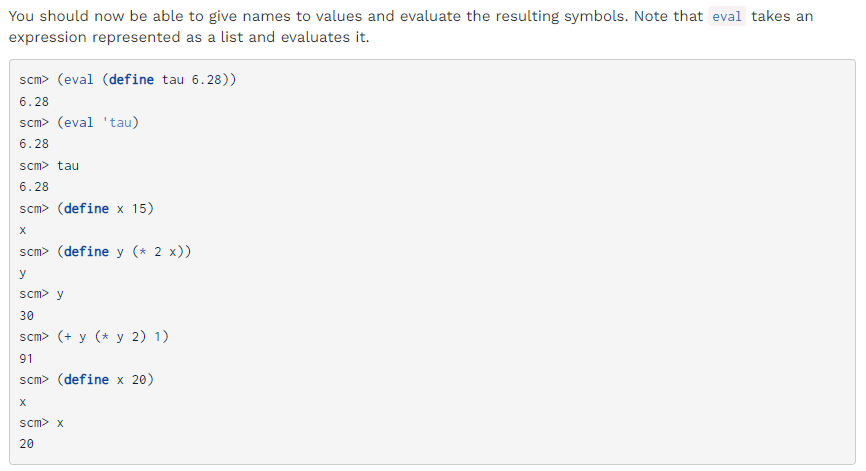 You should now be able to give names to values and evaluate the resulting symbols. Note that eval takes an
expression represented as a list and evaluates it.
scm> (eval (define tau 6.28))
6.28
scm> (eval 'tau)
6.28
scm> tau
6.28
scm> (define x 15)
x
scm> (define y (* 2 x))
y
scm> y
30
scm> (+ y (* y 2) 1)
91
scm> (define x 20)
x
scm> x
20